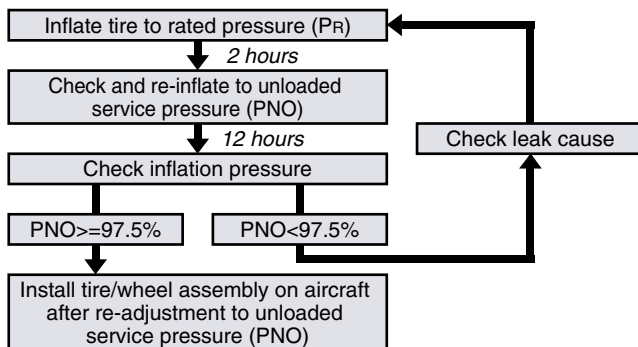 Inflate tire to rated pressure (PR)
2 hours
Check and re-inflate to unloaded
service pressure (PNO)
12 hours
Check inflation pressure
Check leak cause
PNO>=97.5%
PNO<97.5%
Install tire/wheel assembly on aircraft
after re-adjustment to unloaded
service pressure (PNO)